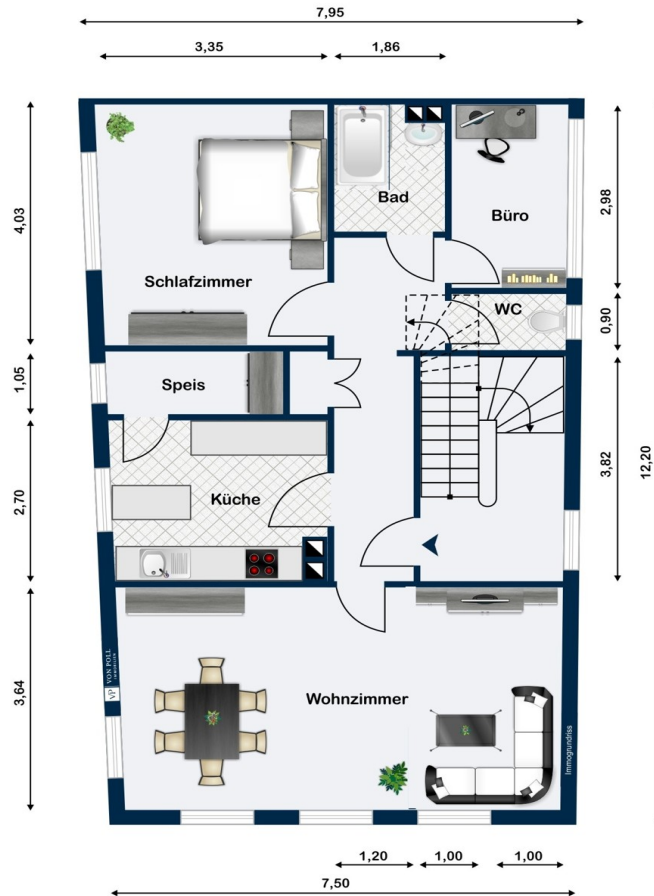 7,95
3,35
1,86
4,03
2,98
Bad
Büro
Schlafzimmer
WC
0,90
1,05
Speis
3,82
12,20
2,70
Küche
VP VON POLL
IMMOBILIEN
3,64
Wohnzimmer
Immogrundriss
1,20
1,00
1,00
7,50